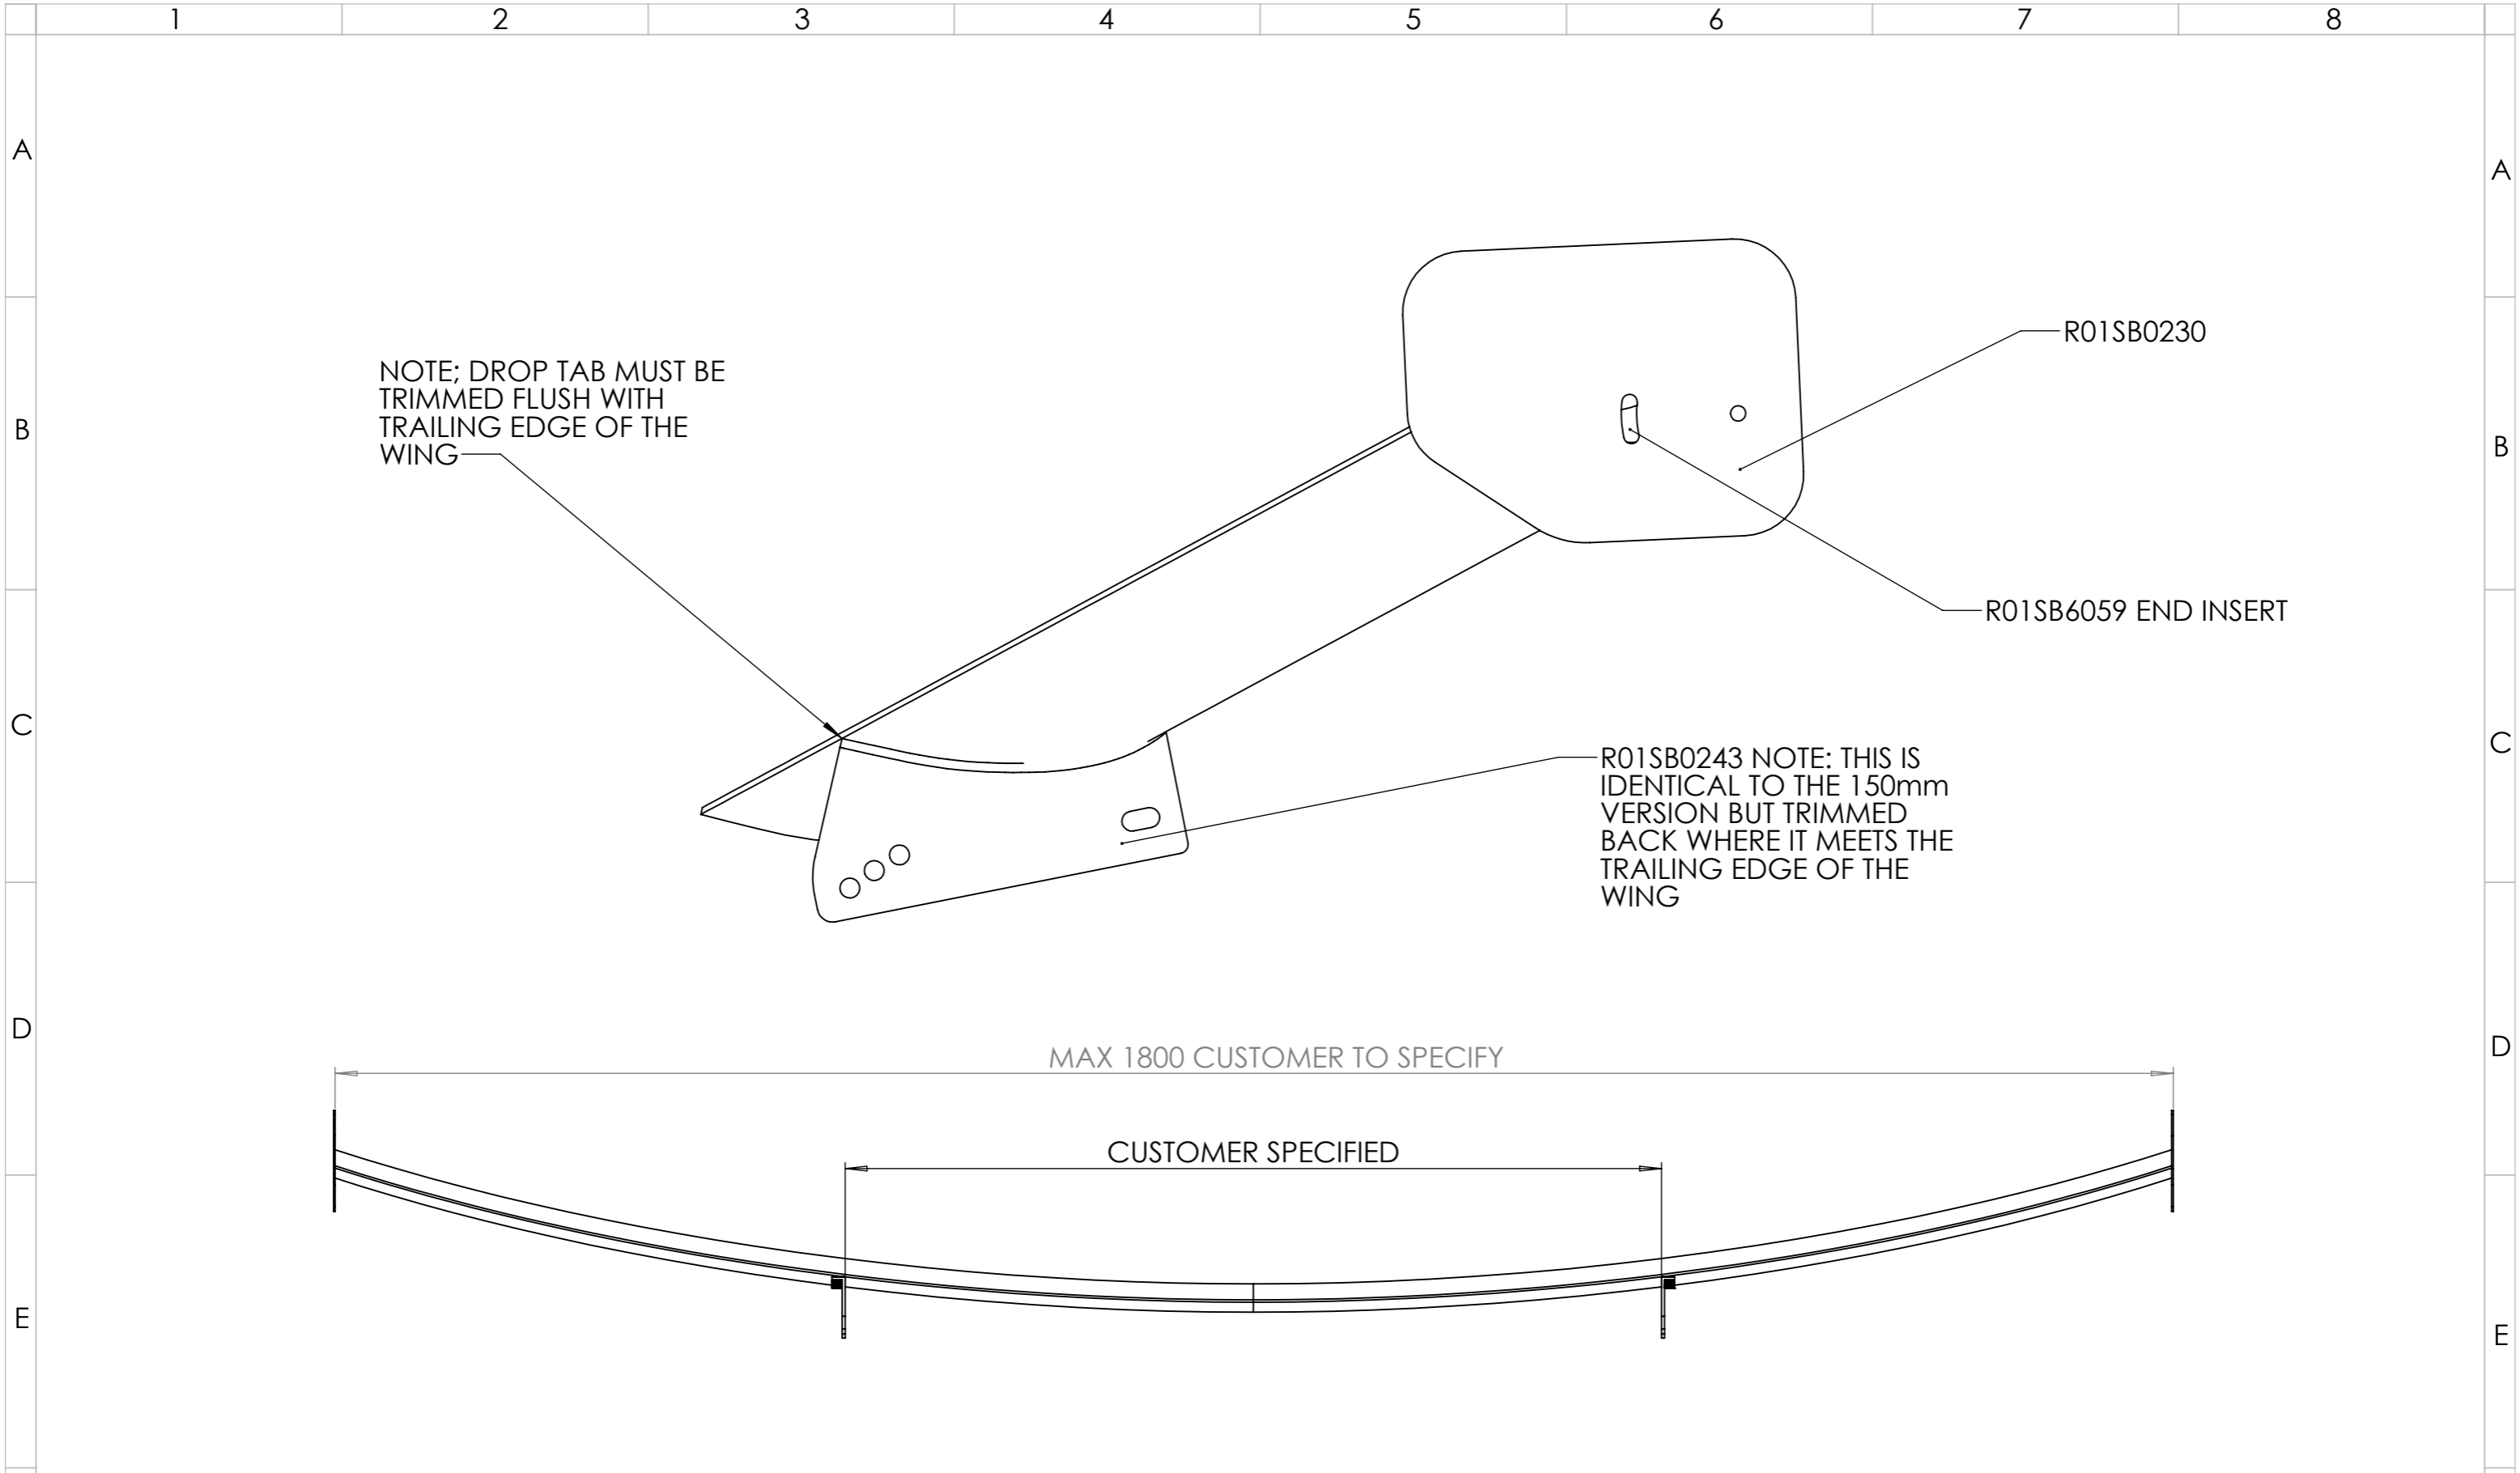 1 2 3 4 5 6 7 8
A A
R01SB0230
NOTE; DROP TAB MUST BE
TRIMMED FLUSH WITH
TRAILING EDGE OF THE
WING
B B
R01SB6059 END INSERT
C C
R01SB0243 NOTE: THIS IS
IDENTICAL TO THE 150mm
VERSION BUT TRIMMED
BACK WHERE IT MEETS THE
TRAILING EDGE OF THE
WING
D D
MAX 1800 CUSTOMER TO SPECIFY
CUSTOMER SPECIFIED
E E